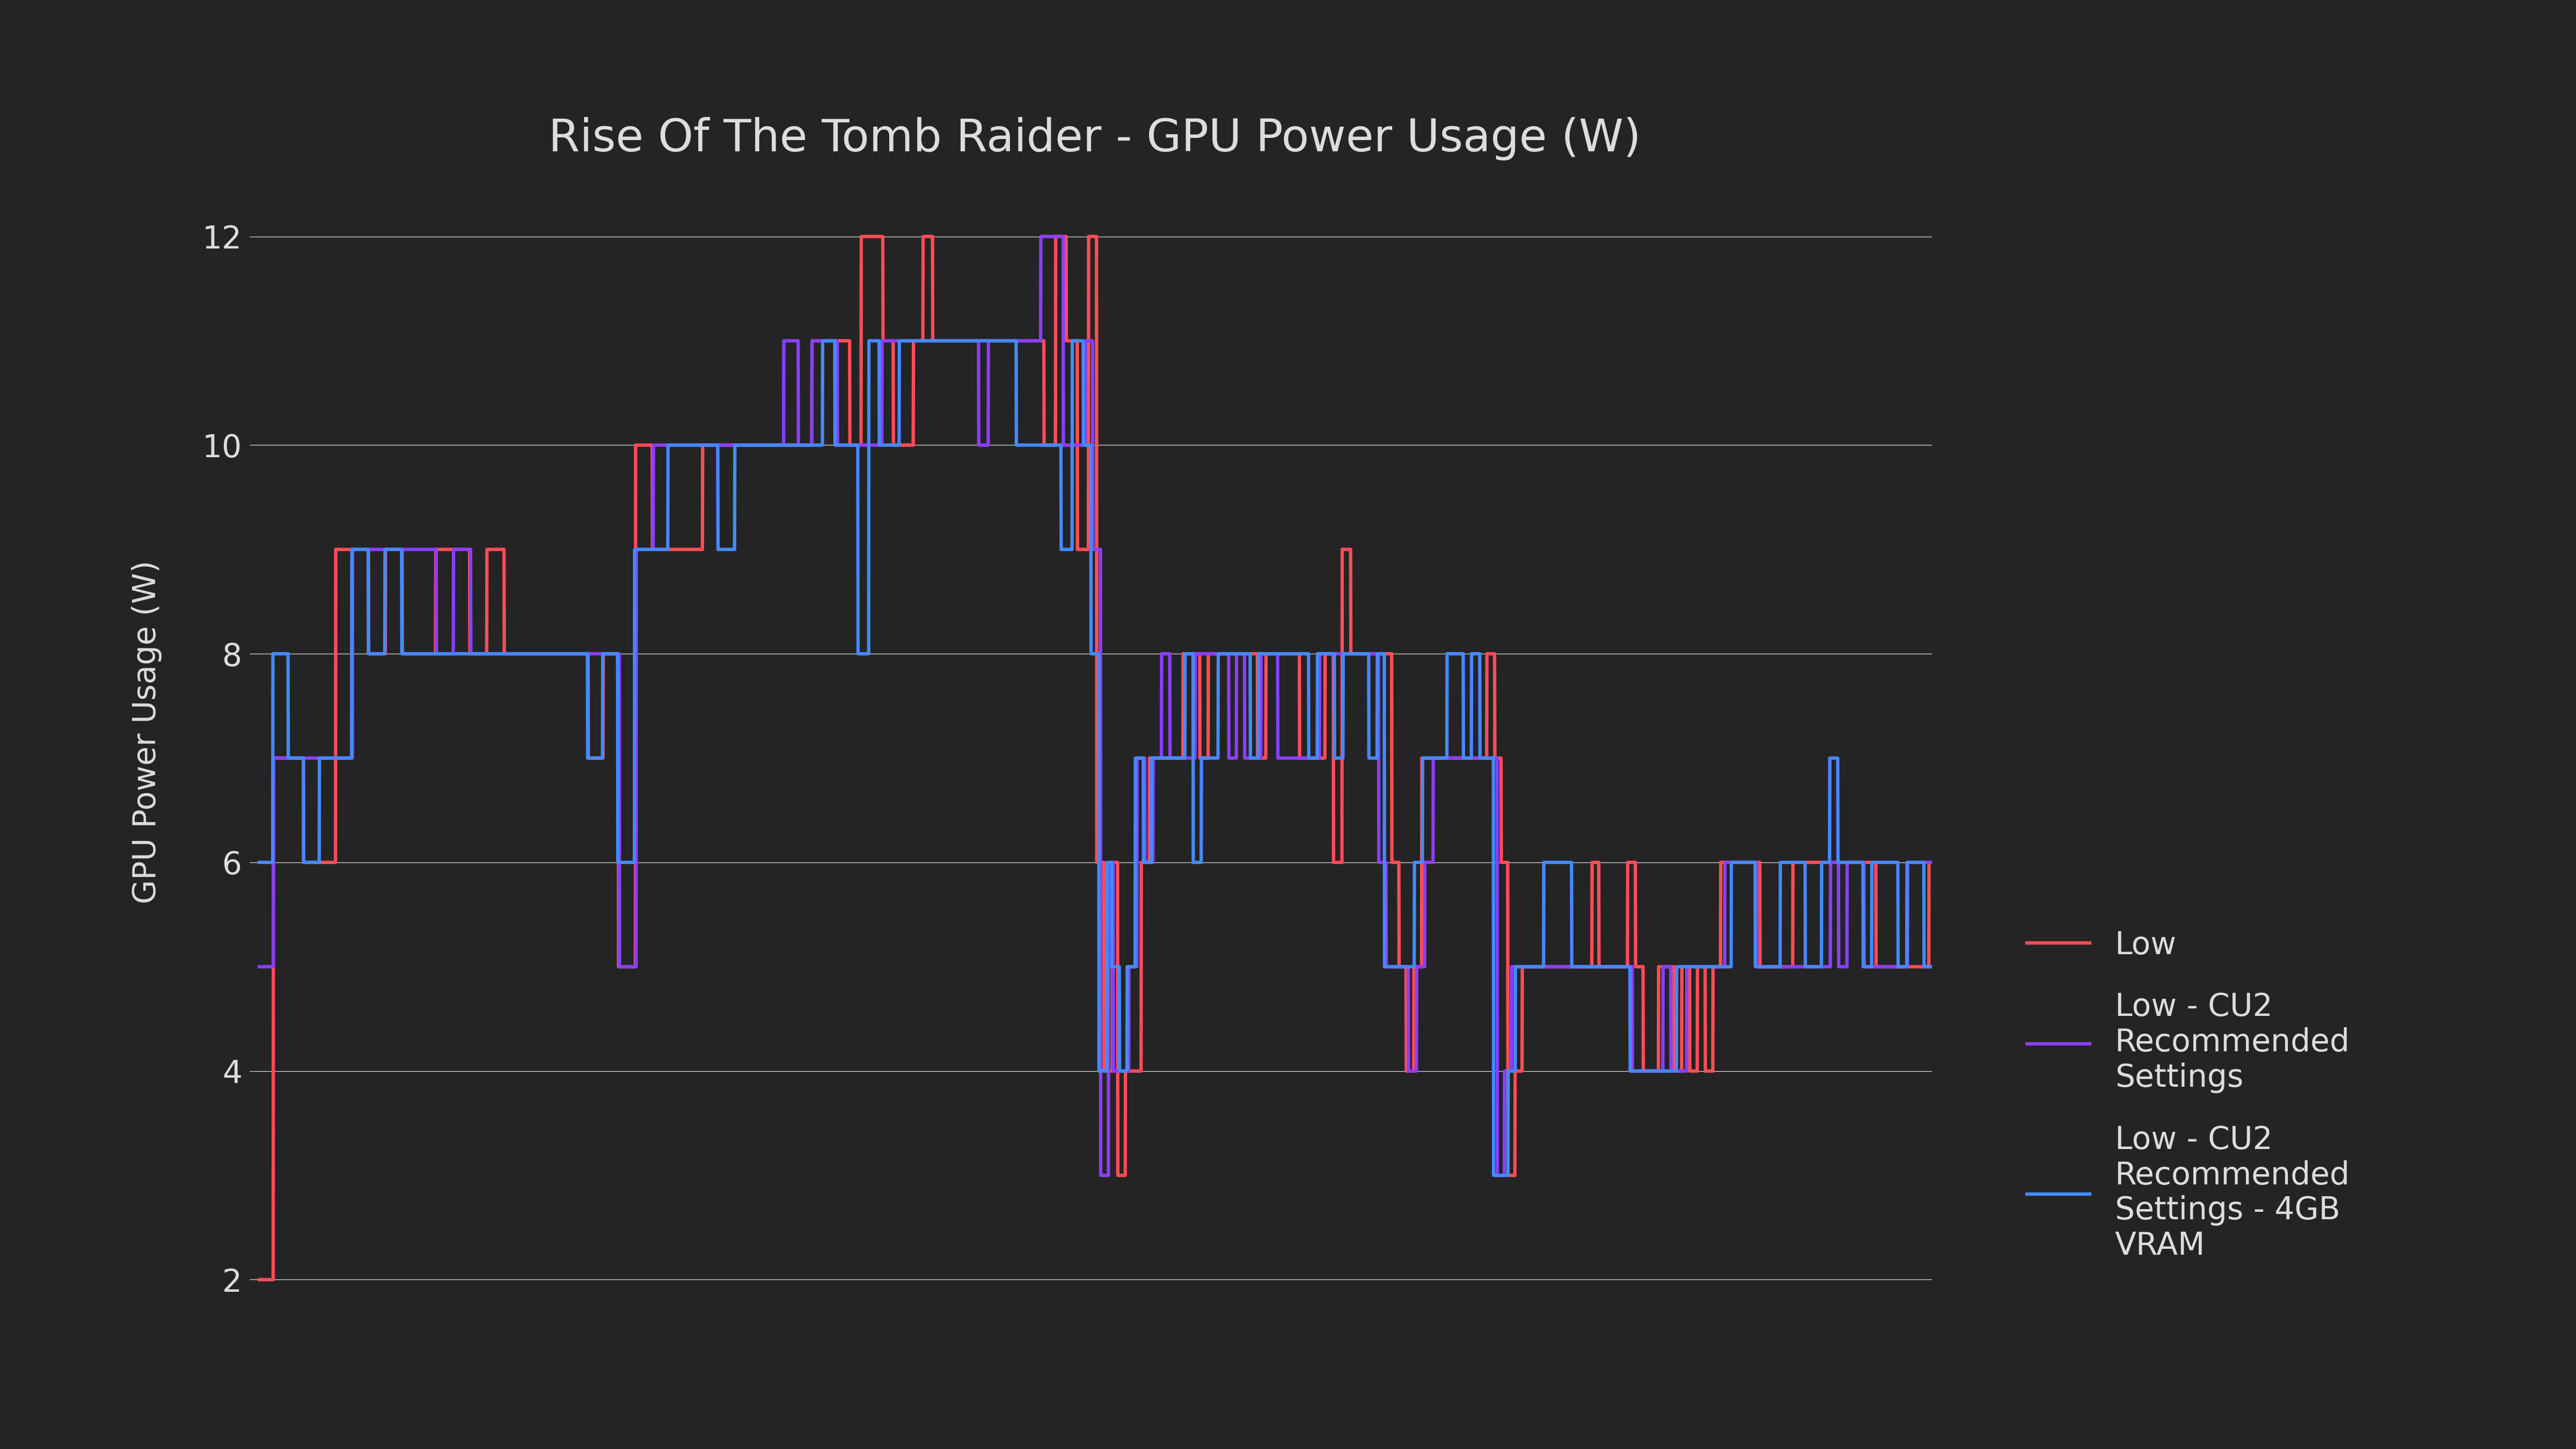 Rise Of The Tomb Raider - GPU Power Usage (W)
GPU Power Usage (W)
12
10
8
6
4
2
Low
Low - CU2
Recommended
Settings
Low - CU2
Recommended
Settings - 4GB
VRAM